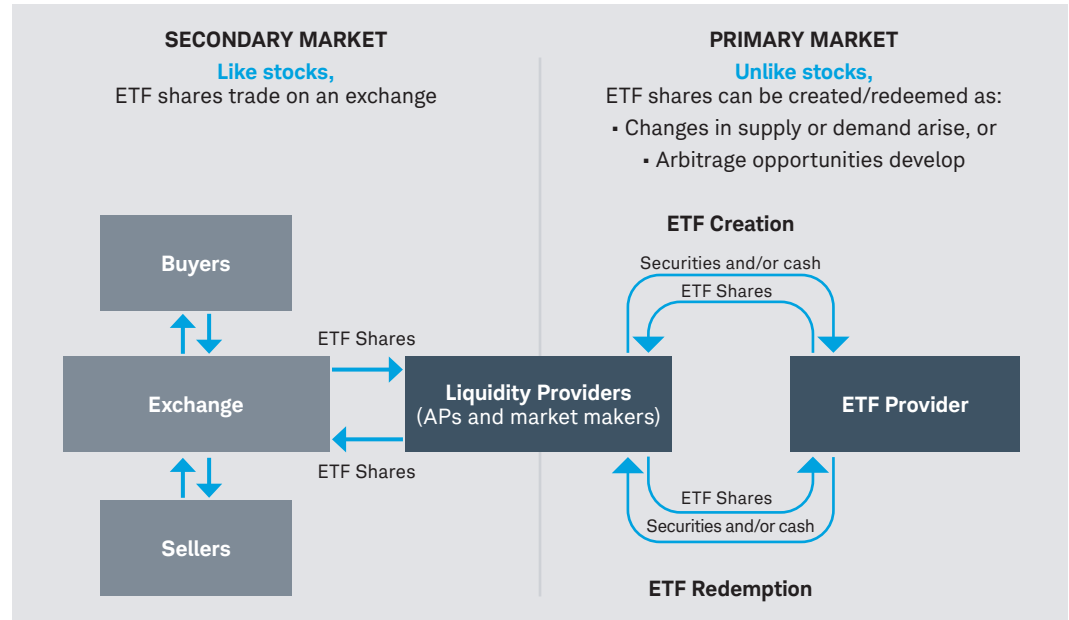 SECONDARY MARKET
Like stocks,
ETF shares trade on an exchange
PRIMARY MARKET
Unlike stocks,
ETF shares can be created/redeemed as:
▪ Changes in supply or demand arise, or
▪ Arbitrage opportunities develop
Buyers
Exchange
Sellers
ETF Shares
ETF Shares
Liquidity Providers
(APs and market makers)
ETF Creation
Securities and/or cash
ETF Shares
ETF Provider
ETF Shares
Securities and/or cash
ETF Redemption